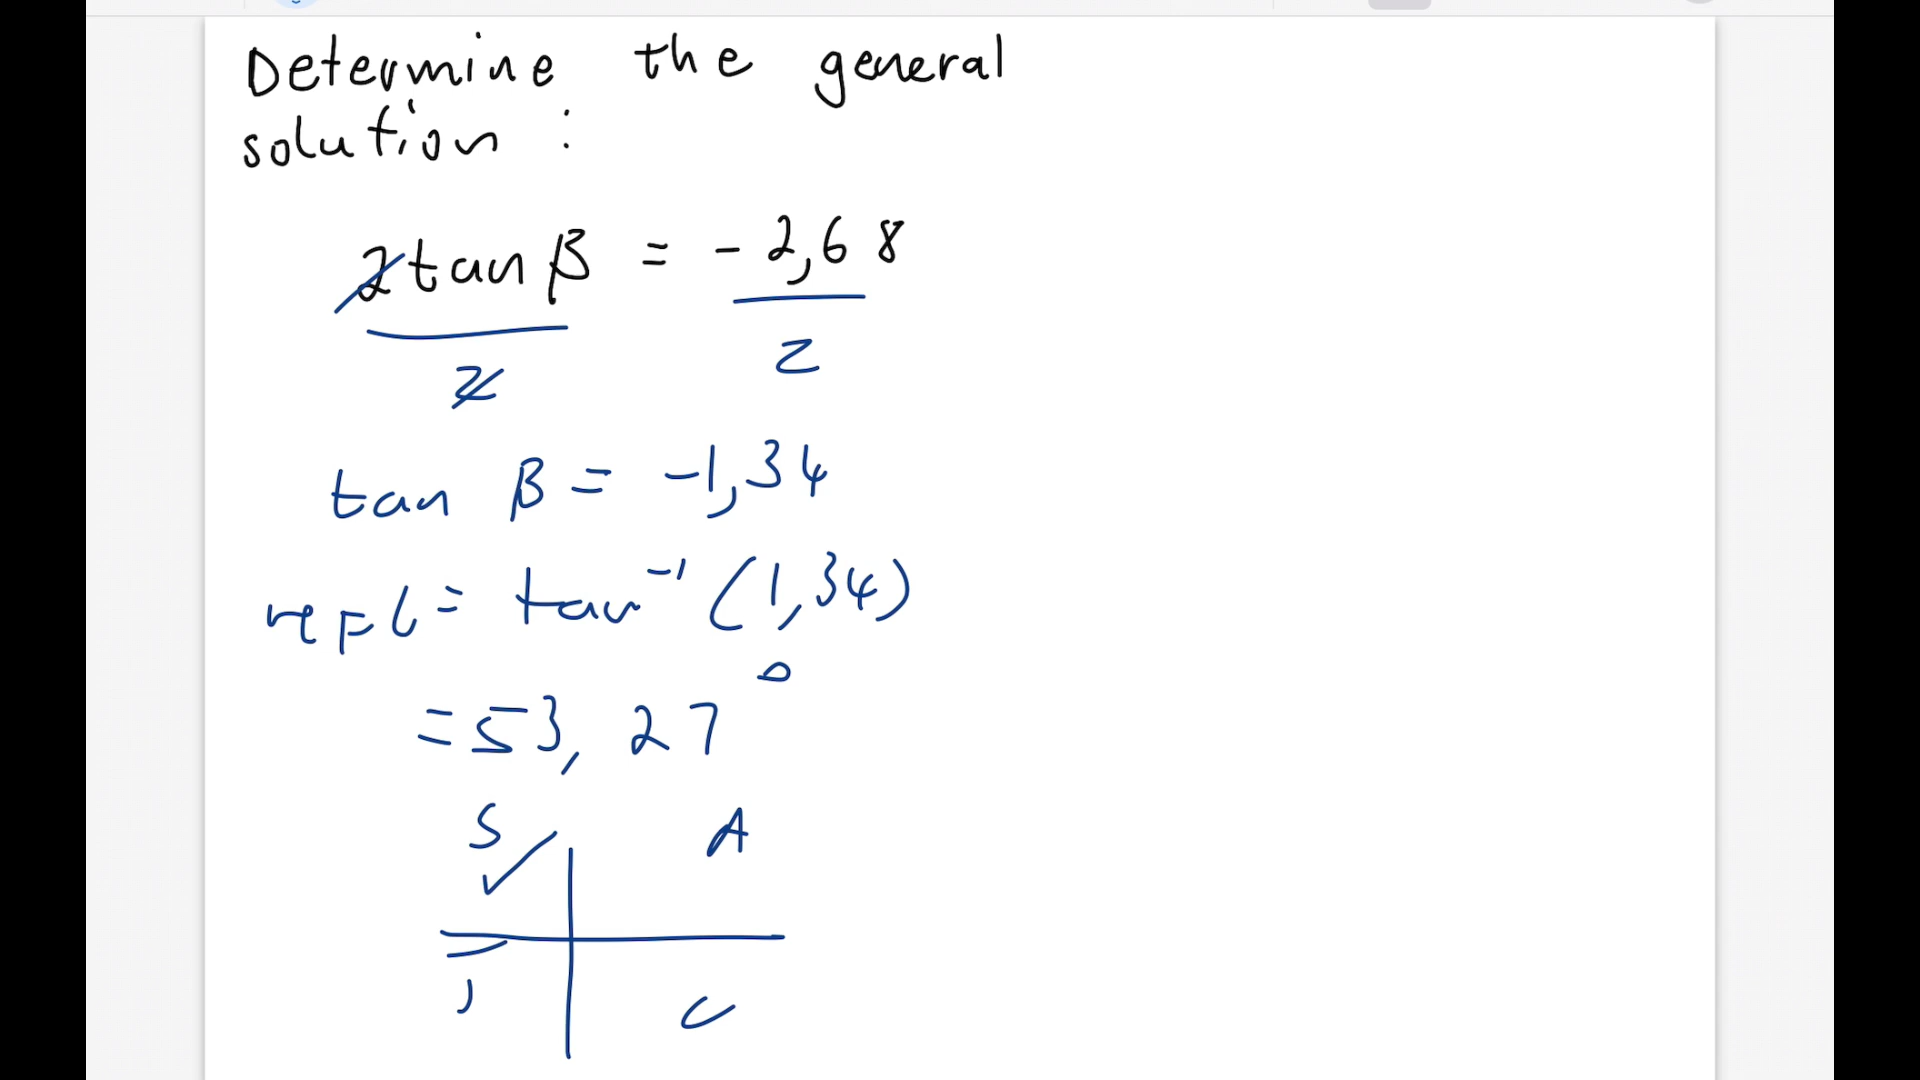 Determine the general
solution :
2tan β = - 2,68
2 2
tan β = -1,34
ref∠ = tan⁻¹ (1,34)
= 53,27°
S A
T C